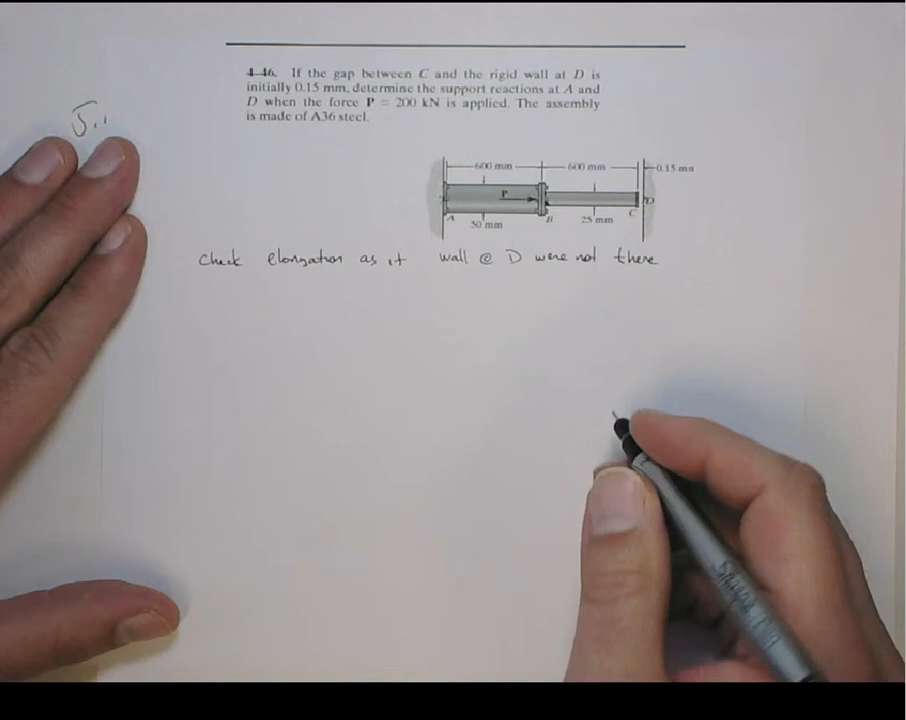 4-46. If the gap between C and the rigid wall at D is
initially 0.15 mm, determine the support reactions at A and
D when the force P = 200 kN is applied. The assembly
is made of A36 steel.
600 mm 600 mm 0.15 mm
P
A B C D
50 mm 25 mm
check elongation as if wall @ D were not there